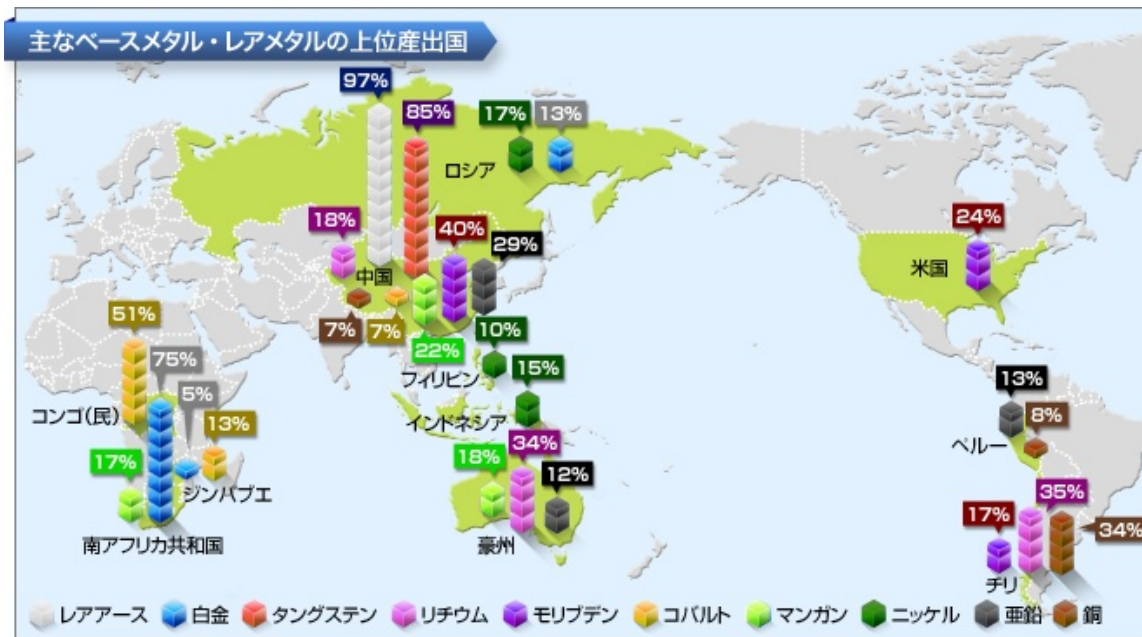 主なベースメタル・レアメタルの上位産出国
97%
85%
17%
13%
ロシア
18%
40%
29%
中国
24%
米国
7%
7%
22%
10%
フィリピン
15%
インドネシア
51%
75%
5%
13%
コンゴ(民)
17%
ジンバブエ
南アフリカ共和国
18%
34%
12%
豪州
13%
8%
ペルー
35%
17%
34%
チリ
レアアース 白金 タングステン リチウム モリブデン コバルト マンガン ニッケル 亜鉛 銅